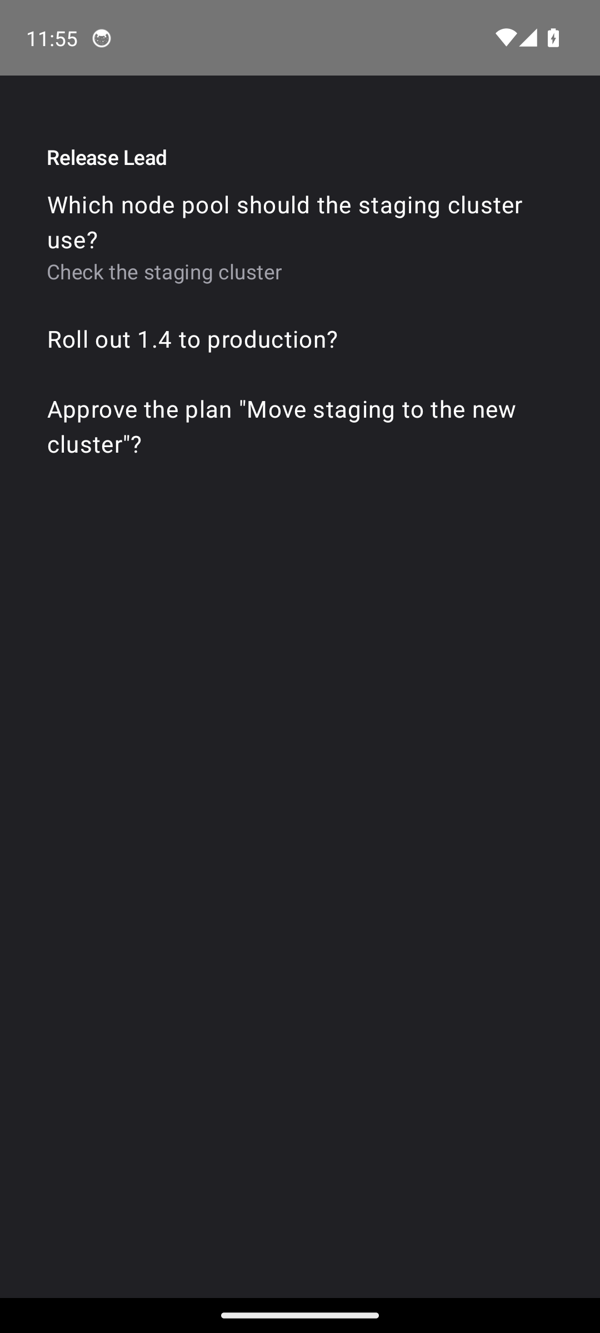 11:55
Release Lead
Which node pool should the staging cluster
use?
Check the staging cluster
Roll out 1.4 to production?
Approve the plan "Move staging to the new
cluster"?